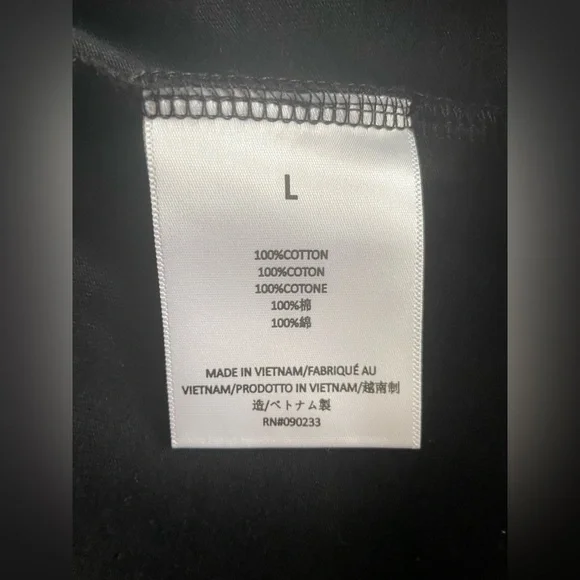 L
100%COTTON
100%COTON
100%COTONE
100%棉
100%綿
MADE IN VIETNAM/FABRIQUÉ AU
VIETNAM/PRODOTTO IN VIETNAM/越南制
造/ベトナム製
RN#090233